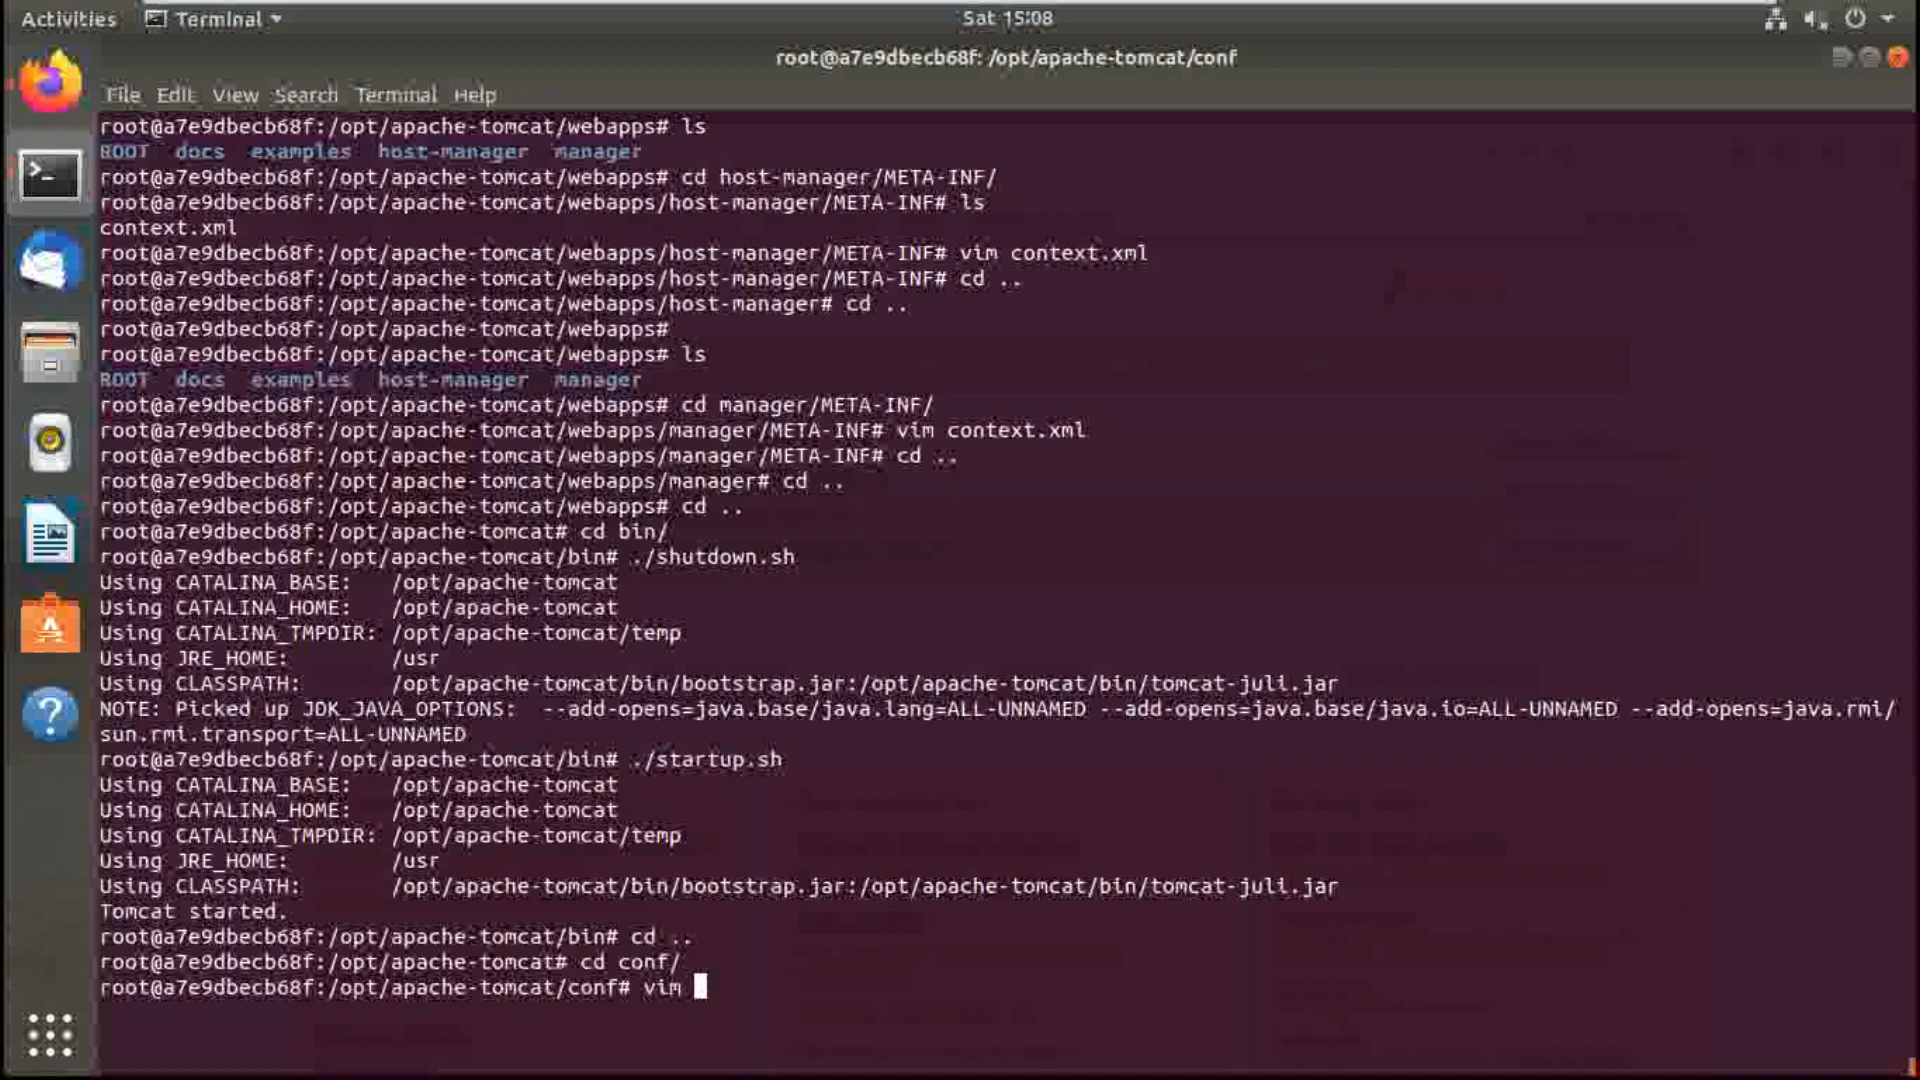 Activities Terminal Sat 15:08
root@a7e9dbecb68f: /opt/apache-tomcat/conf
File Edit View Search Terminal Help
root@a7e9dbecb68f:/opt/apache-tomcat/webapps# ls
ROOT docs examples host-manager manager
root@a7e9dbecb68f:/opt/apache-tomcat/webapps# cd host-manager/META-INF/
root@a7e9dbecb68f:/opt/apache-tomcat/webapps/host-manager/META-INF# ls
context.xml
root@a7e9dbecb68f:/opt/apache-tomcat/webapps/host-manager/META-INF# vim context.xml
root@a7e9dbecb68f:/opt/apache-tomcat/webapps/host-manager/META-INF# cd ..
root@a7e9dbecb68f:/opt/apache-tomcat/webapps/host-manager# cd ..
root@a7e9dbecb68f:/opt/apache-tomcat/webapps#
root@a7e9dbecb68f:/opt/apache-tomcat/webapps# ls
ROOT docs examples host-manager manager
root@a7e9dbecb68f:/opt/apache-tomcat/webapps# cd manager/META-INF/
root@a7e9dbecb68f:/opt/apache-tomcat/webapps/manager/META-INF# vim context.xml
root@a7e9dbecb68f:/opt/apache-tomcat/webapps/manager/META-INF# cd ..
root@a7e9dbecb68f:/opt/apache-tomcat/webapps/manager# cd ..
root@a7e9dbecb68f:/opt/apache-tomcat/webapps# cd ..
root@a7e9dbecb68f:/opt/apache-tomcat# cd bin/
root@a7e9dbecb68f:/opt/apache-tomcat/bin# ./shutdown.sh
Using CATALINA_BASE: /opt/apache-tomcat
Using CATALINA_HOME: /opt/apache-tomcat
Using CATALINA_TMPDIR: /opt/apache-tomcat/temp
Using JRE_HOME: /usr
Using CLASSPATH: /opt/apache-tomcat/bin/bootstrap.jar:/opt/apache-tomcat/bin/tomcat-juli.jar
NOTE: Picked up JDK_JAVA_OPTIONS: --add-opens=java.base/java.lang=ALL-UNNAMED --add-opens=java.base/java.io=ALL-UNNAMED --add-opens=java.rmi/
sun.rmi.transport=ALL-UNNAMED
root@a7e9dbecb68f:/opt/apache-tomcat/bin# ./startup.sh
Using CATALINA_BASE: /opt/apache-tomcat
Using CATALINA_HOME: /opt/apache-tomcat
Using CATALINA_TMPDIR: /opt/apache-tomcat/temp
Using JRE_HOME: /usr
Using CLASSPATH: /opt/apache-tomcat/bin/bootstrap.jar:/opt/apache-tomcat/bin/tomcat-juli.jar
Tomcat started.
root@a7e9dbecb68f:/opt/apache-tomcat/bin# cd ..
root@a7e9dbecb68f:/opt/apache-tomcat# cd conf/
root@a7e9dbecb68f:/opt/apache-tomcat/conf# vim